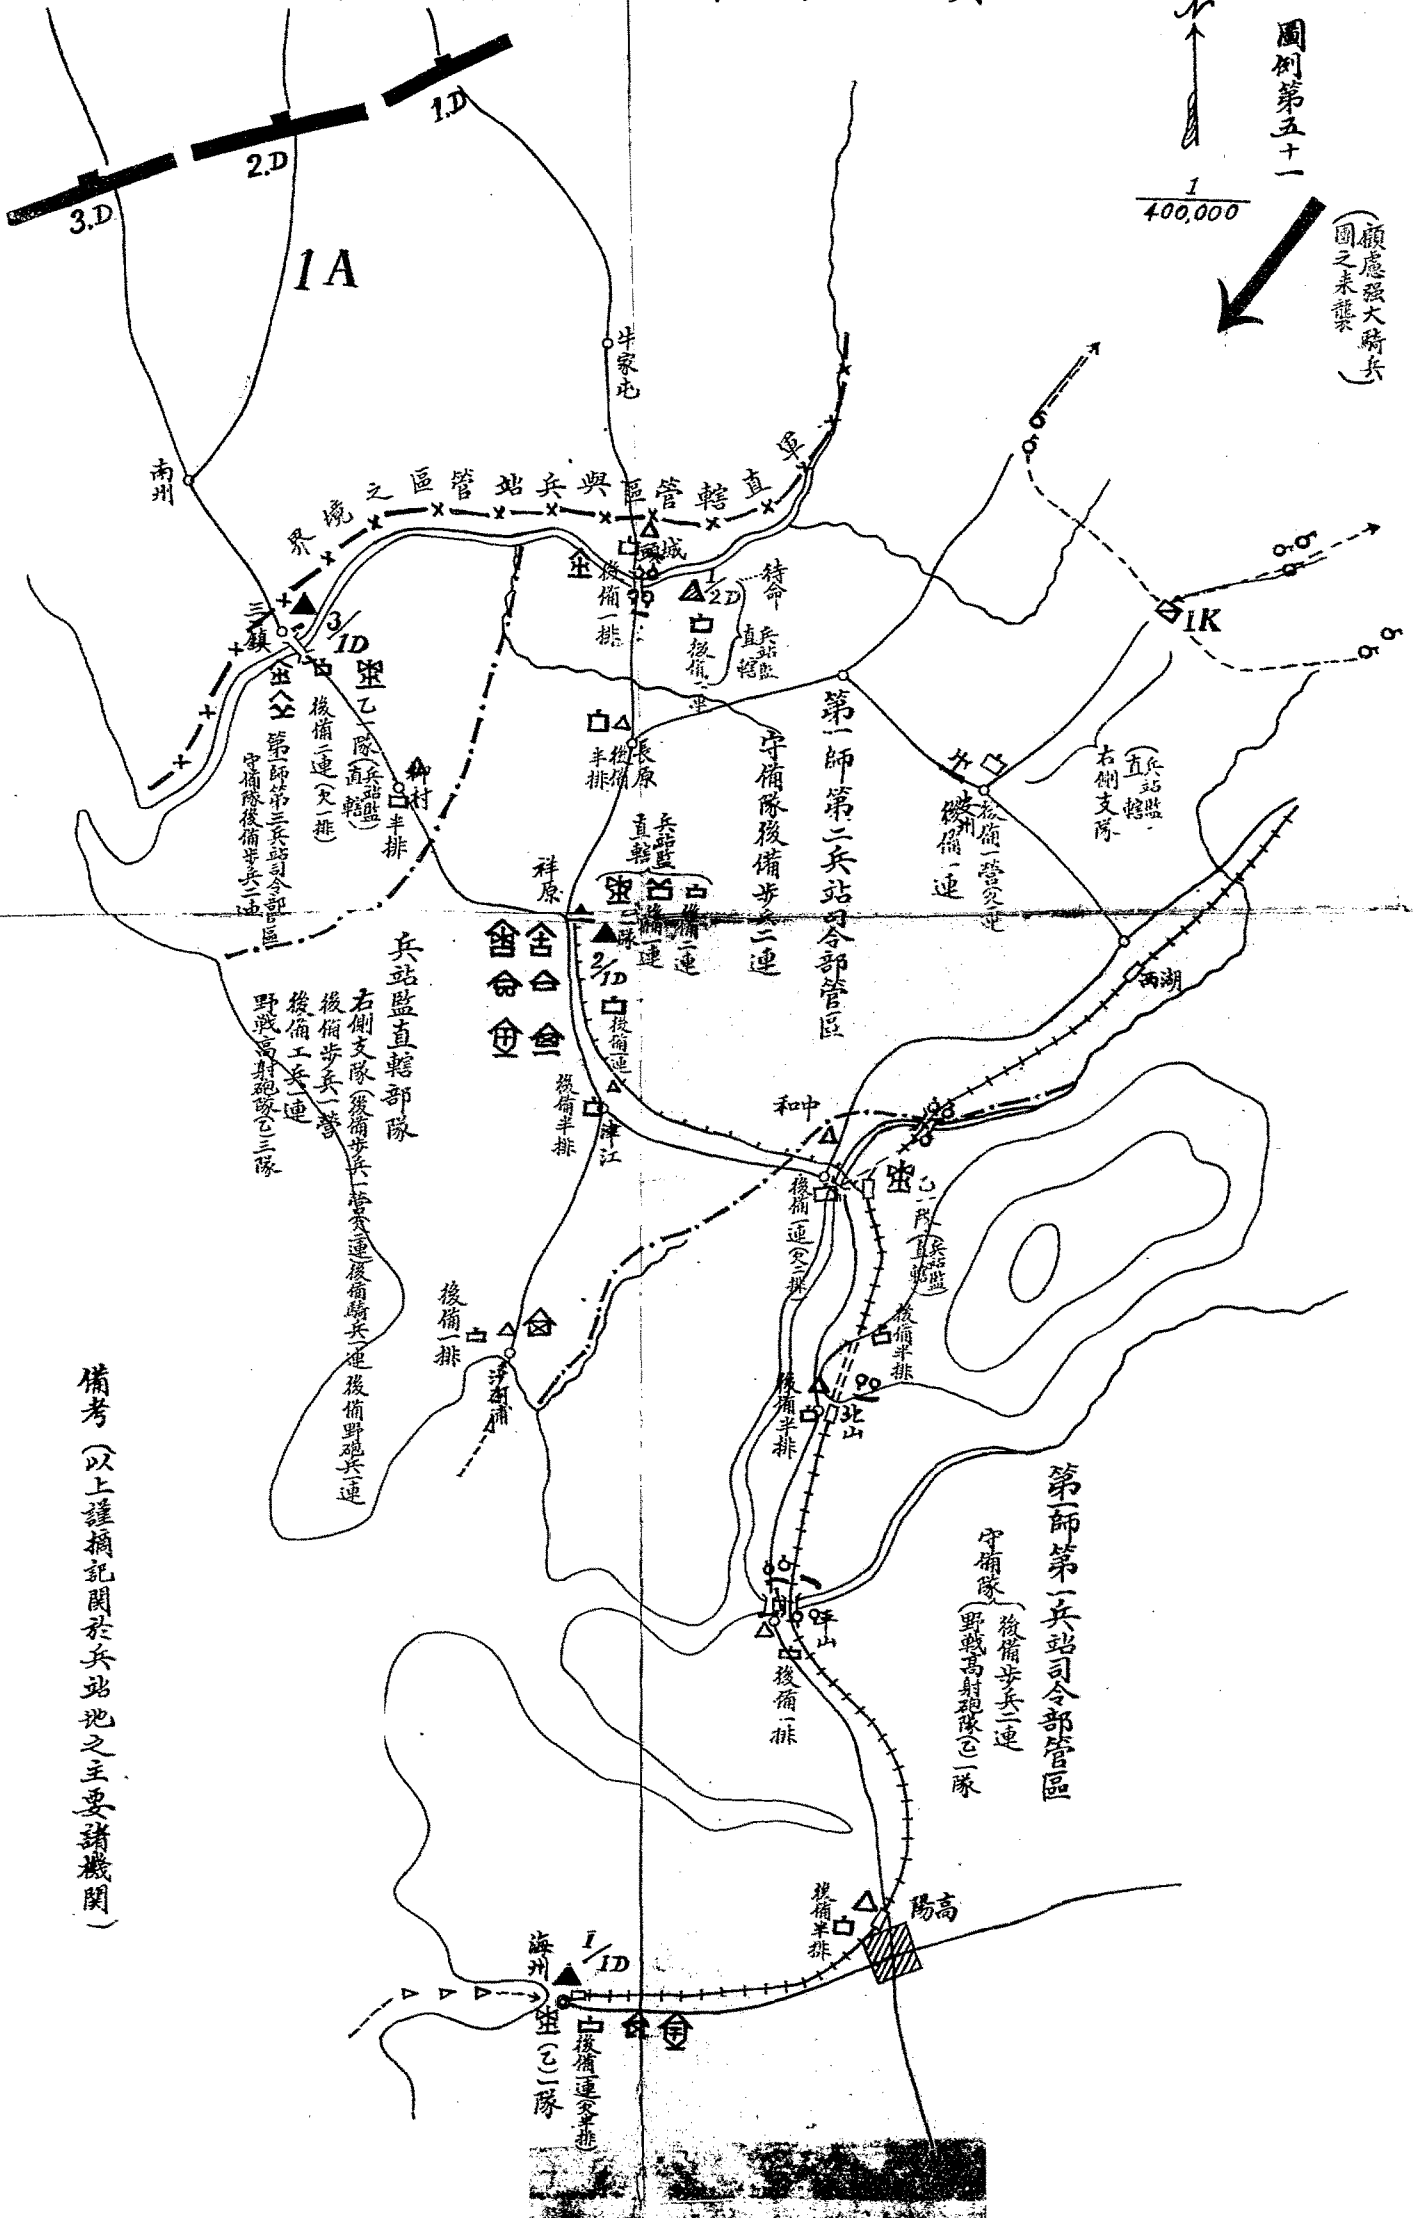 圖例第五十一
N
1
400,000
(顧慮强大騎兵
團之来襲)
1.D
2.D
3.D
1A
牛家屯
南州
軍直轄管區與兵站管區之境界
城頭
後備一排
1/2D
待命
兵站監
直轄
1K
三鎮
3/1D
乙一隊
(兵站監
直轄)
後備二連(欠一排)
第一師第三兵站司令部區
守備隊後備步兵二連
柳村
半排
長原
後備
半排
第一師第二兵站司令部管區
守備隊後備步兵二連
(兵站監
直轄)
右側支隊
後備一營欠一連
後備一連
祥原
兵站監
直轄
後備一連
後備二連
2/1D
後備一連
兵站監直轄部隊
右側支隊(後備步兵一營欠一連後備騎兵一連後備野砲兵一連
後備步兵一營
後備工兵一連
野戦高射砲隊(乙)三隊
西湖
津江
後備半排
中和
後備一連(欠二排)
乙一隊
(兵站監
直轄)
後備半排
後備一排
北山
後備半排
第一師第一兵站司令部管區
守備隊
後備步兵二連
野戰高射砲隊(乙)一隊
後備一排
高陽
後備半排
海州
1/1D
(乙)一隊
後備一連(欠半排)
備考(以上謹摘記関於兵站地之主要諸機関)